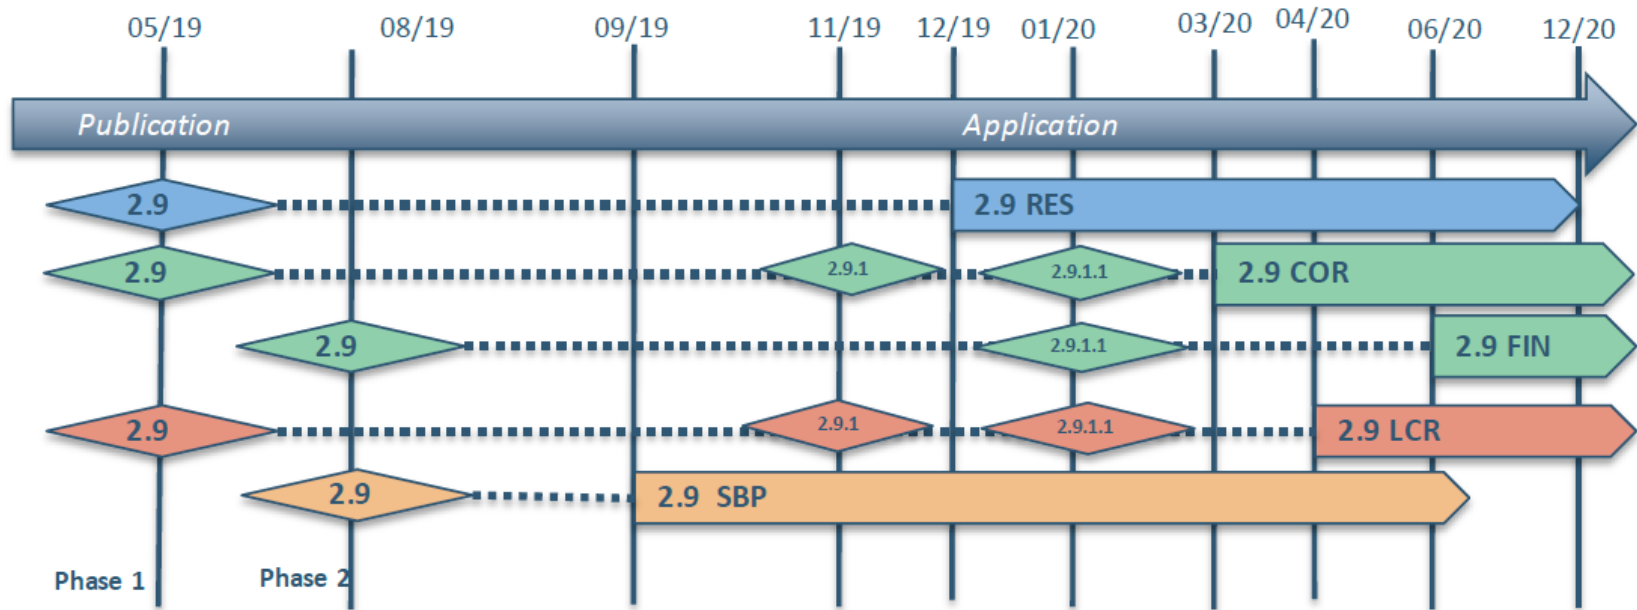 05/19 08/19 09/19 11/19 12/19 01/20 03/20 04/20 06/20 12/20
Publication Application
2.9 2.9 RES
2.9 2.9.1 2.9.1.1 2.9 COR
2.9 2.9.1.1 2.9 FIN
2.9 2.9.1 2.9.1.1 2.9 LCR
2.9 2.9 SBP
Phase 1 Phase 2